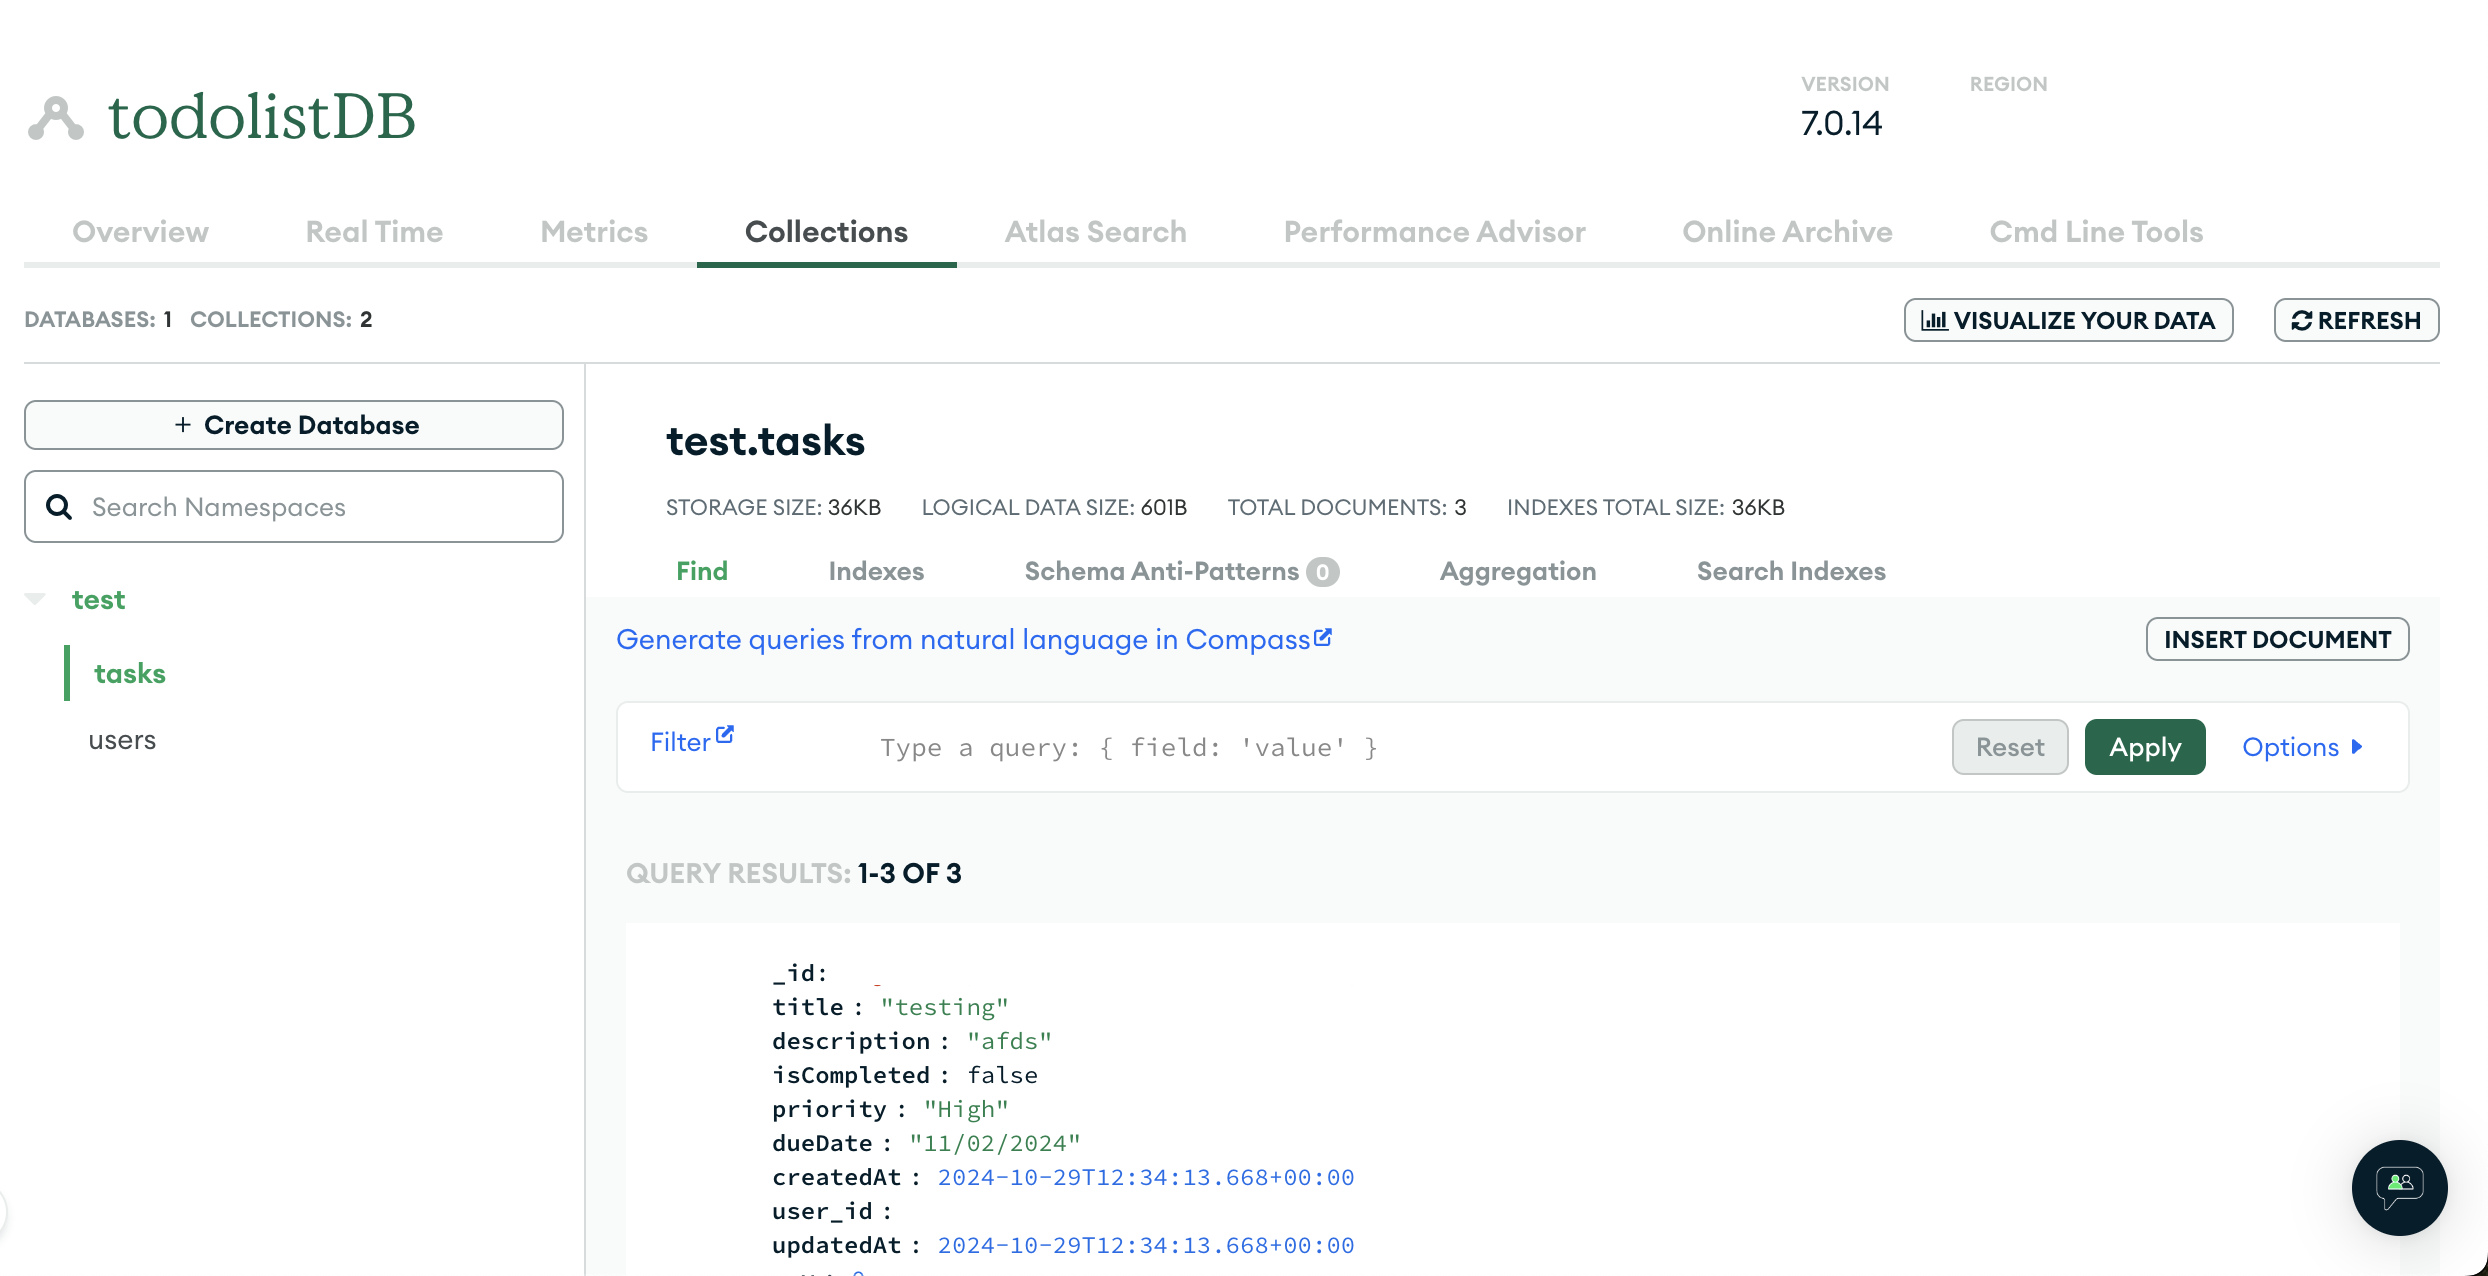 todolistDB
VERSION
7.0.14
REGION
Overview
Real Time
Metrics
Collections
Atlas Search
Performance Advisor
Online Archive
Cmd Line Tools
DATABASES: 1 COLLECTIONS: 2
VISUALIZE YOUR DATA
REFRESH
+ Create Database
Search Namespaces
test
tasks
users
test.tasks
STORAGE SIZE: 36KB LOGICAL DATA SIZE: 601B TOTAL DOCUMENTS: 3 INDEXES TOTAL SIZE: 36KB
Find
Indexes
Schema Anti-Patterns 0
Aggregation
Search Indexes
Generate queries from natural language in Compass
INSERT DOCUMENT
Filter
Type a query: { field: 'value' }
Reset
Apply
Options
QUERY RESULTS: 1-3 OF 3
_id:
title : "testing"
description : "afds"
isCompleted : false
priority : "High"
dueDate : "11/02/2024"
createdAt : 2024-10-29T12:34:13.668+00:00
user_id :
updatedAt : 2024-10-29T12:34:13.668+00:00